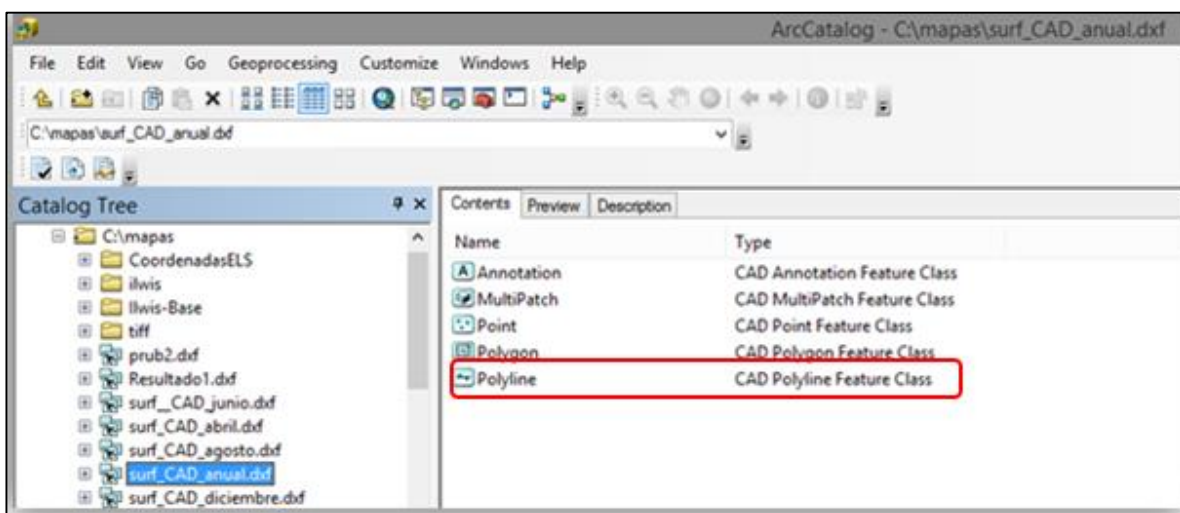 ArcCatalog - C:\mapas\surf_CAD_anual.dxf
File Edit View Go Geoprocessing Customize Windows Help
C:\mapas\surf_CAD_anual.dxf
Catalog Tree
C:\mapas
CoordenadasELS
ilwis
Ilwis-Base
tiff
prub2.dxf
Resultado1.dxf
surf__CAD_junio.dxf
surf_CAD_abril.dxf
surf_CAD_agosto.dxf
surf_CAD_anual.dxf
surf_CAD_diciembre.dxf
Contents Preview Description
Name Type
Annotation CAD Annotation Feature Class
MultiPatch CAD MultiPatch Feature Class
Point CAD Point Feature Class
Polygon CAD Polygon Feature Class
Polyline CAD Polyline Feature Class